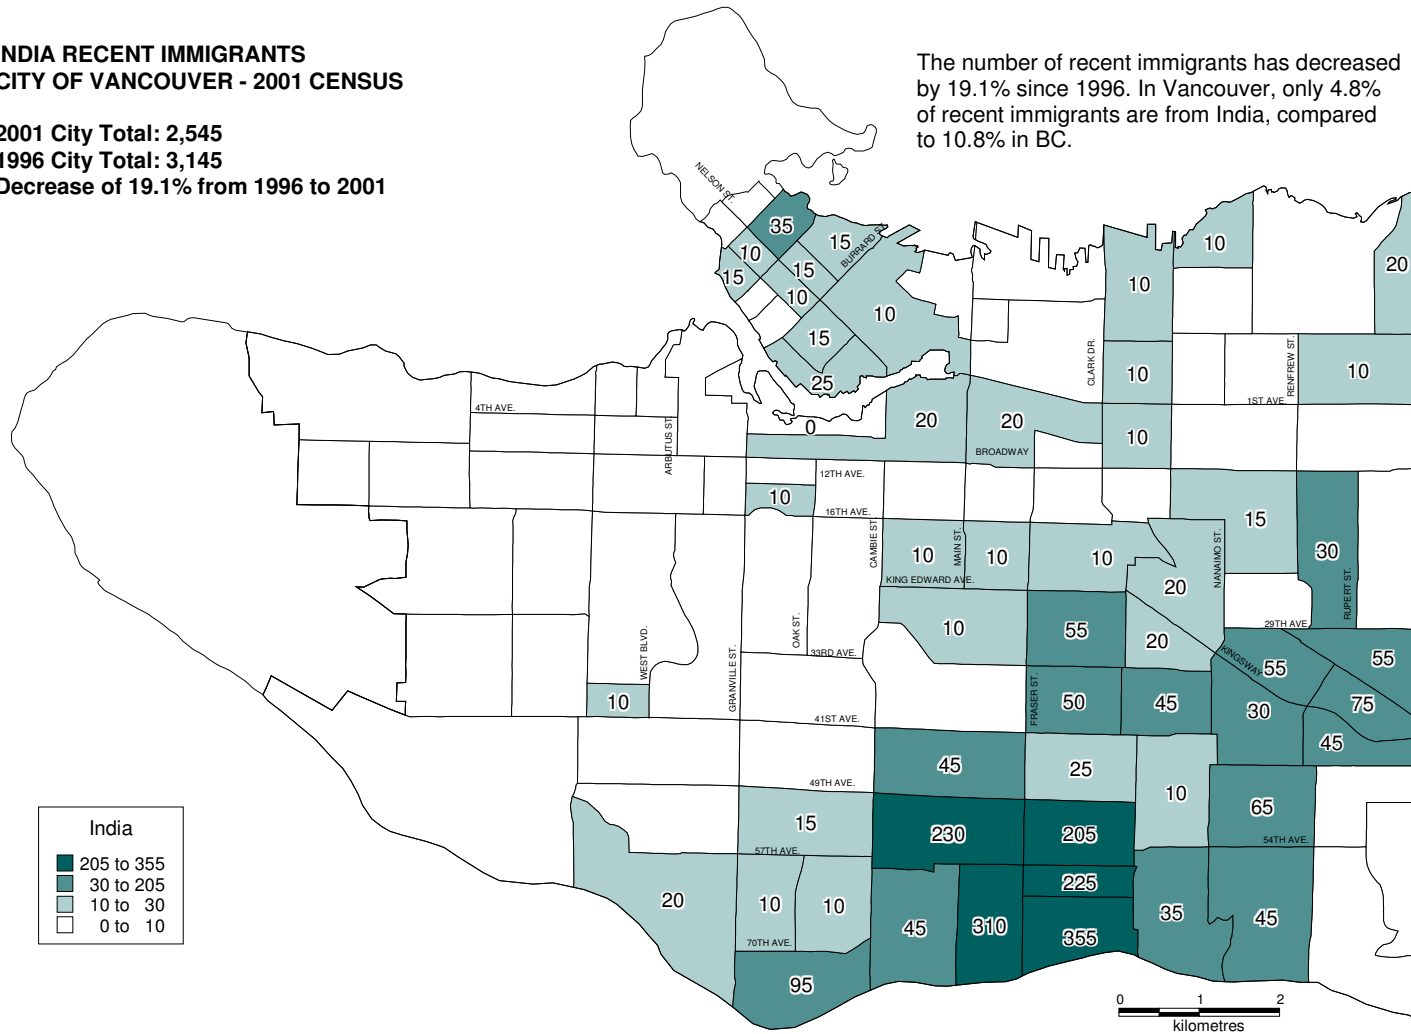 INDIA RECENT IMMIGRANTS
CITY OF VANCOUVER - 2001 CENSUS
2001 City Total: 2,545
1996 City Total: 3,145
Decrease of 19.1% from 1996 to 2001
The number of recent immigrants has decreased
by 19.1% since 1996. In Vancouver, only 4.8%
of recent immigrants are from India, compared
to 10.8% in BC.
NELSON ST.
35
15
BURRARD ST.
10
15
15
10
10
15
25
10
10
20
CLARK DR.
10
RENFREW ST.
10
1ST AVE.
4TH AVE.
ARBUTUS ST.
0
20
20
10
BROADWAY
12TH AVE.
10
16TH AVE.
CAMBIE ST.
MAIN ST.
10
10
10
15
30
NANAIMO ST.
RUPERT ST.
KING EDWARD AVE.
20
10
55
20
29TH AVE.
KINGSWAY
55
55
OAK ST.
33RD AVE.
WEST BLVD.
GRANVILLE ST.
10
FRASER ST.
50
45
30
75
45
41ST AVE.
45
25
10
65
49TH AVE.
15
230
205
54TH AVE.
57TH AVE.
225
20
10
10
45
310
355
35
45
70TH AVE.
95
India
205 to 355
30 to 205
10 to 30
0 to 10
0 1 2
kilometres